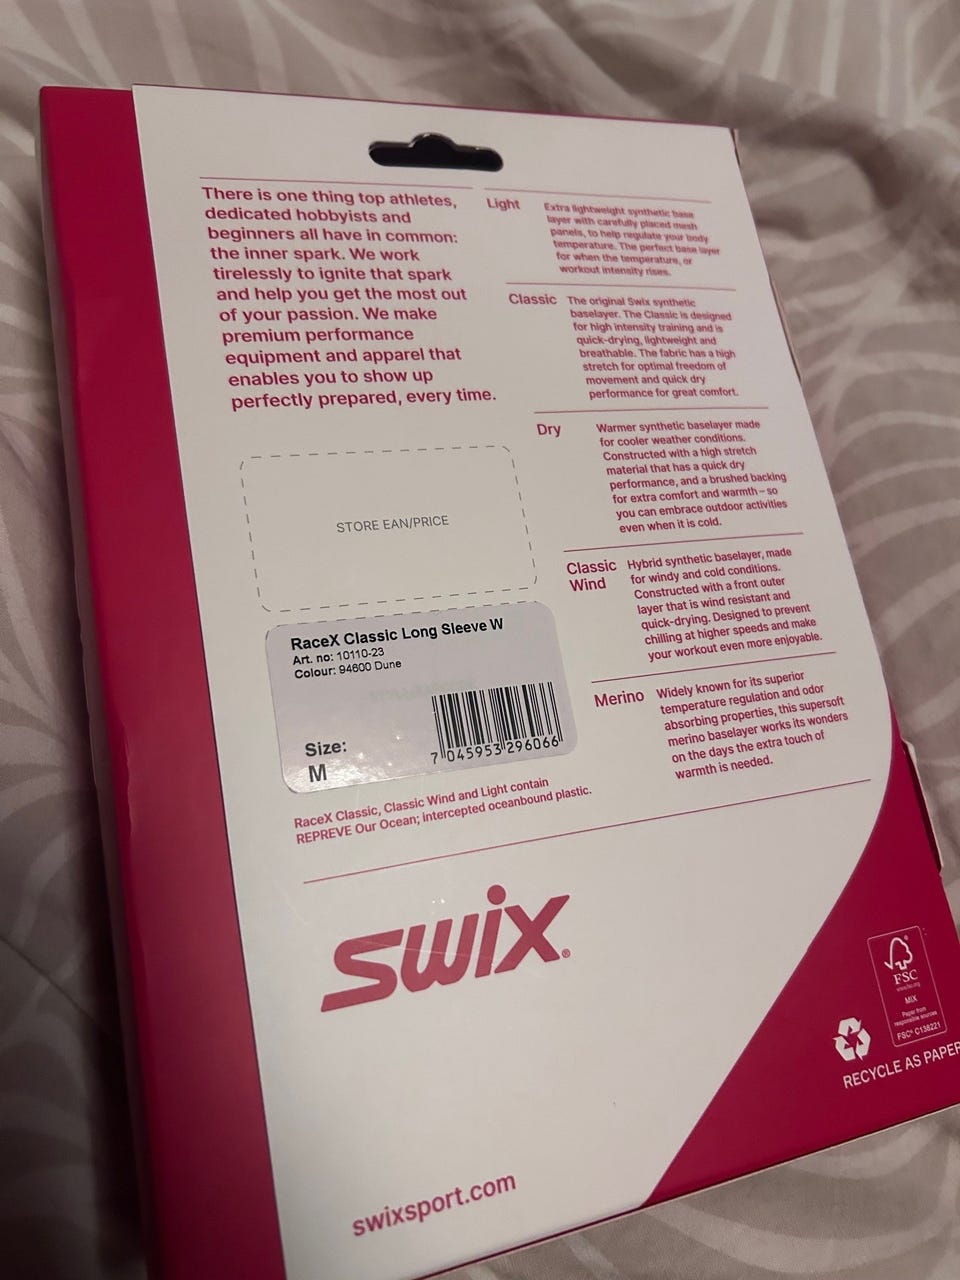 There is one thing top athletes,
dedicated hobbyists and
beginners all have in common:
the inner spark. We work
tirelessly to ignite that spark
and help you get the most out
of your passion. We make
premium performance
equipment and apparel that
enables you to show up
perfectly prepared, every time.
Light
Extra lightweight synthetic base
layer with carefully placed mesh
panels, to help regulate your body
temperature. The perfect base layer
for when the temperature, or
workout intensity rises.
Classic
The original Swix synthetic
baselayer. The Classic is designed
for high intensity training and is
quick-drying, lightweight and
breathable. The fabric has a high
stretch for optimal freedom of
movement and quick dry
performance for great comfort.
Dry
Warmer synthetic baselayer made
for cooler weather conditions.
Constructed with a high stretch
material that has a quick dry
performance, and a brushed backing
for extra comfort and warmth – so
you can embrace outdoor activities
even when it is cold.
Classic
Wind
Hybrid synthetic baselayer, made
for windy and cold conditions.
Constructed with a front outer
layer that is wind resistant and
quick-drying. Designed to prevent
chilling at higher speeds and make
your workout even more enjoyable.
Merino
Widely known for its superior
temperature regulation and odor
absorbing properties, this supersoft
merino baselayer works its wonders
on the days the extra touch of
warmth is needed.
STORE EAN/PRICE
RaceX Classic Long Sleeve W
Art. no: 10110-23
Colour: 94600 Dune
Size:
M
7 045953 296066
RaceX Classic, Classic Wind and Light contain
REPREVE Our Ocean; intercepted oceanbound plastic.
swix®
FSC
www.fsc.org
MIX
Paper from
responsible sources
FSC® C138221
RECYCLE AS PAPER
swixsport.com